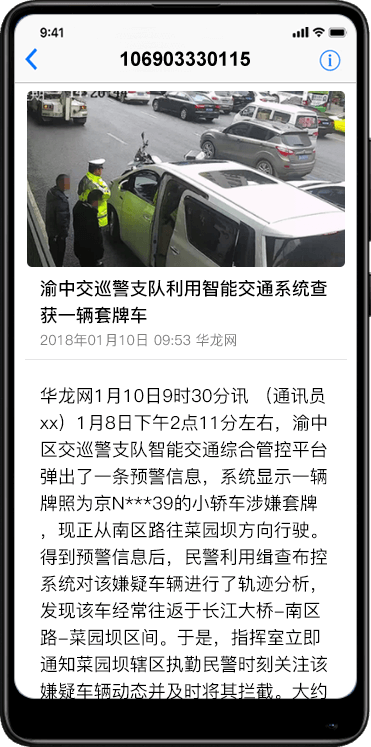 9:41
106903330115
渝中交巡警支队利用智能交通系统查
获一辆套牌车
2018年01月10日 09:53 华龙网
华龙网1月10日9时30分讯 （通讯员
xx）1月8日下午2点11分左右，渝中
区交巡警支队智能交通综合管控平台
弹出了一条预警信息，系统显示一辆
牌照为京N***39的小轿车涉嫌套牌
，现正从南区路往菜园坝方向行驶。
得到预警信息后，民警利用缉查布控
系统对该嫌疑车辆进行了轨迹分析，
发现该车经常往返于长江大桥-南区
路-菜园坝区间。于是，指挥室立即
通知菜园坝辖区执勤民警时刻关注该
嫌疑车辆动态并及时将其拦截。大约